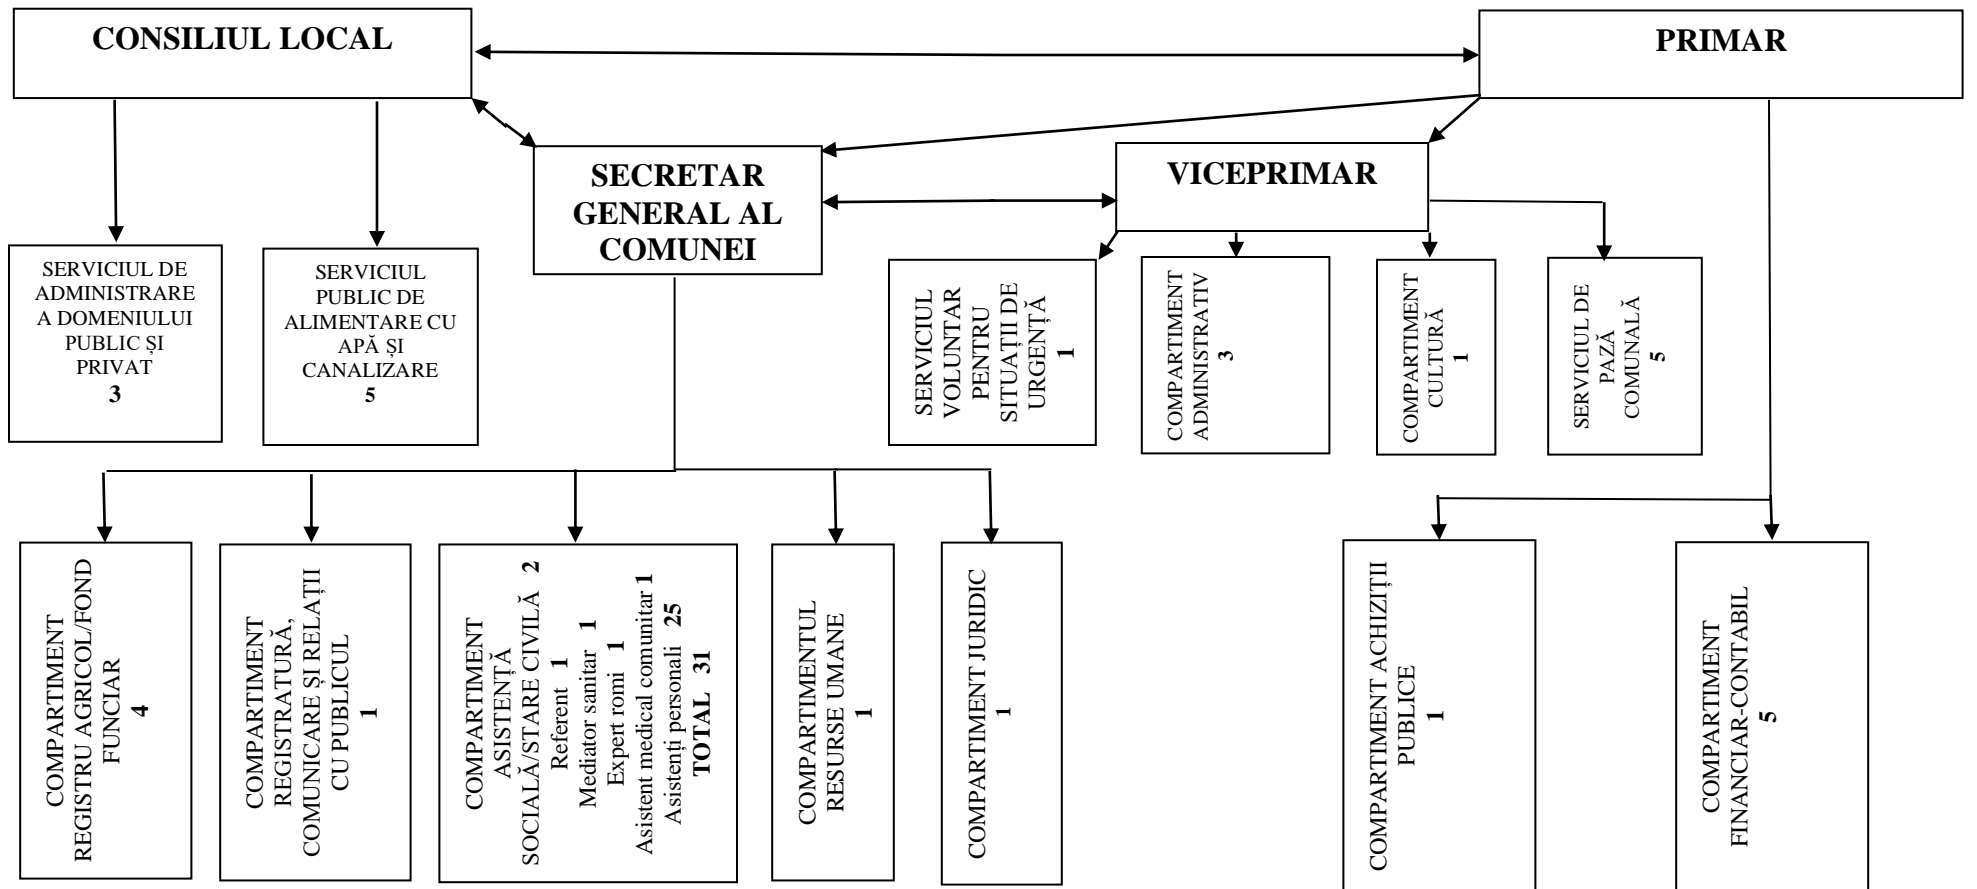 CONSILIUL LOCAL
PRIMAR
SECRETAR
GENERAL AL
COMUNEI
VICEPRIMAR
SERVICIUL DE
ADMINISTRARE
A DOMENIULUI
PUBLIC ȘI
PRIVAT
3
SERVICIUL
PUBLIC DE
ALIMENTARE CU
APĂ ȘI
CANALIZARE
5
SERVICIUL
VOLUNTAR
PENTRU
SITUAȚII DE
URGENȚĂ
1
COMPARTIMENT
ADMINISTRATIV
3
COMPARTIMENT
CULTURĂ
1
SERVICIUL DE
PAZĂ
COMUNALĂ
5
COMPARTIMENT
REGISTRU AGRICOL/FOND
FUNCIAR
4
COMPARTIMENT
REGISTRATURĂ,
COMUNICARE ȘI RELAȚII
CU PUBLICUL
1
COMPARTIMENT
ASISTENȚĂ
SOCIALĂ/STARE CIVILĂ 2
Referent 1
Mediator sanitar 1
Expert romi 1
Asistent medical comunitar 1
Asistenți personali 25
TOTAL 31
COMPARTIMENTUL
RESURSE UMANE
1
COMPARTIMENT JURIDIC
1
COMPARTIMENT ACHIZIȚII
PUBLICE
1
COMPARTIMENT
FINANCIAR-CONTABIL
5